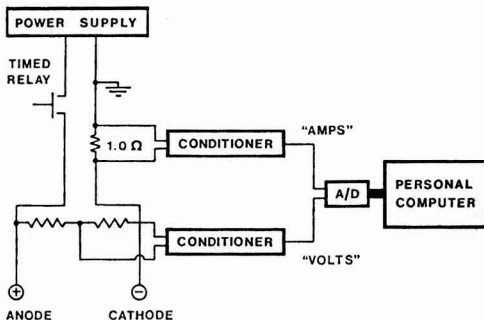 POWER SUPPLY
TIMED
RELAY
1.0 Ω
CONDITIONER
"AMPS"
A/D
PERSONAL
COMPUTER
CONDITIONER
"VOLTS"
+
−
ANODE
CATHODE